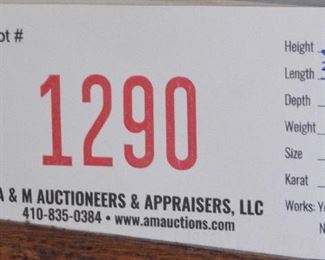 ot #
1290
A & M AUCTIONEERS & APPRAISERS, LLC
410-835-0384 • www.amauctions.com
Height
Length
Depth
Weight
Size
Karat
Works: Y
N